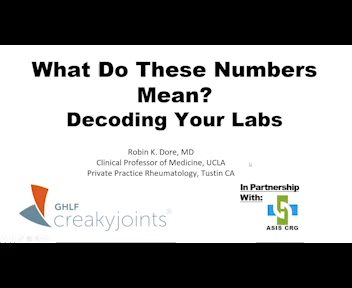 What Do These Numbers
Mean?
Decoding Your Labs
Robin K. Dore, MD
Clinical Professor of Medicine, UCLA
Private Practice Rheumatology, Tustin CA
GHLF
creakyjoints®
In Partnership
With:
ASIS CRG